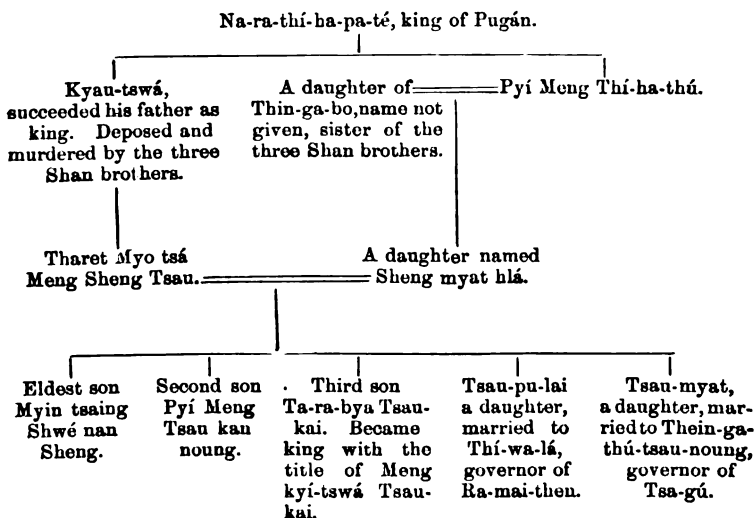 Na-ra-thí-ha-pa-té, king of Pugán.
Kyau-tswá,
succeeded his father as
king. Deposed and
murdered by the three
Shan brothers.
A daughter of
Thin-ga-bo, name not
given, sister of the
three Shan brothers.
Pyí Meng Thí-ha-thú.
Tharet Myo tsá
Meng Sheng Tsau.
A daughter named
Sheng myat hlá.
Eldest son
Myin tsaing
Shwé nan
Sheng.
Second son
Pyí Meng
Tsau kan
noung.
Third son
Ta-ra-bya Tsau-
kai. Became
king with the
title of Meng
kyí-tswá Tsau-
kai.
Tsau-pu-lai
a daughter,
married to
Thí-wa-lá,
governor of
Ra-mai-then.
Tsau-myat,
a daughter, mar-
ried to Thein-ga-
thú-tsau-noung,
governor of
Tsa-gú.